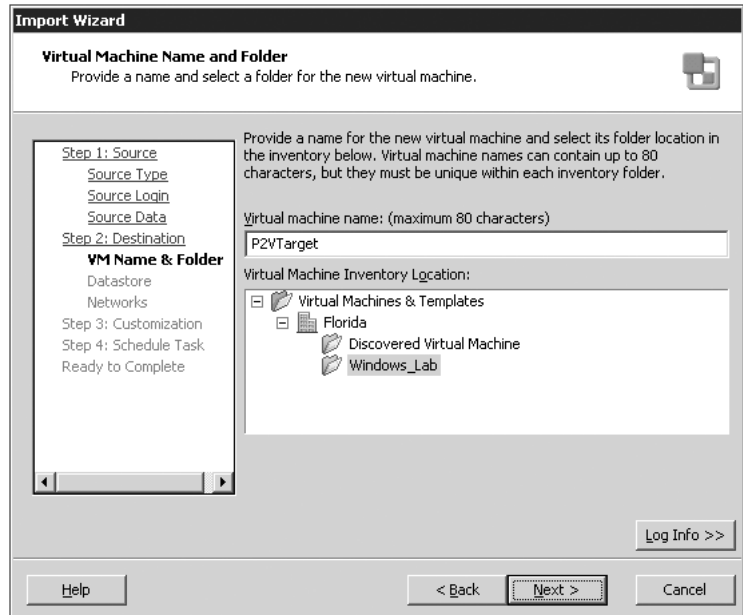 Import Wizard
Virtual Machine Name and Folder
Provide a name and select a folder for the new virtual machine.
Step 1: Source
Source Type
Source Login
Source Data
Step 2: Destination
VM Name & Folder
Datastore
Networks
Step 3: Customization
Step 4: Schedule Task
Ready to Complete
Provide a name for the new virtual machine and select its folder location in
the inventory below. Virtual machine names can contain up to 80
characters, but they must be unique within each inventory folder.
Virtual machine name: (maximum 80 characters)
P2VTarget
Virtual Machine Inventory Location:
Virtual Machines & Templates
Florida
Discovered Virtual Machine
Windows_Lab
Log Info >>
Help
< Back
Next >
Cancel